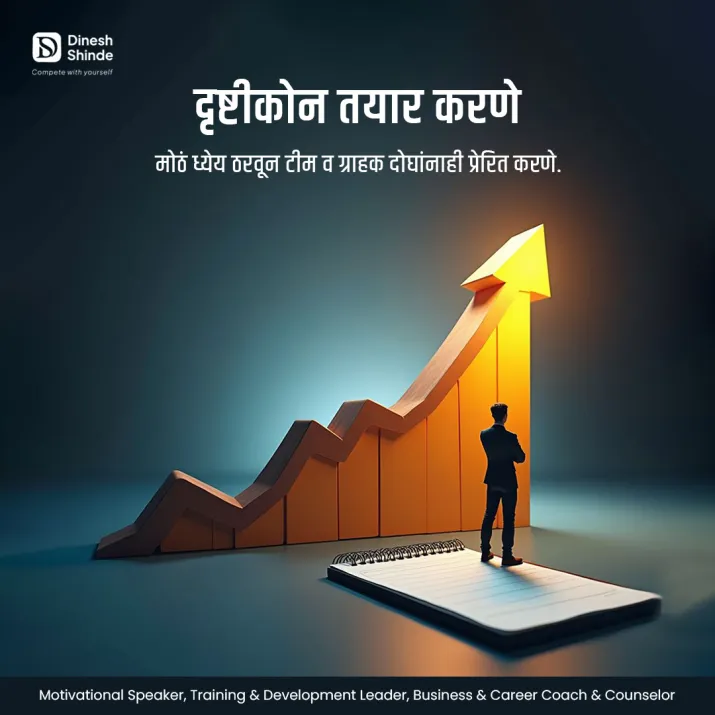 Dinesh
Shinde
Compete with yourself
दृष्टीकोन तयार करणे
मोठं ध्येय ठरवून टीम व ग्राहक दोघांनाही प्रेरित करणे.
Motivational Speaker, Training & Development Leader, Business & Career Coach & Counselor